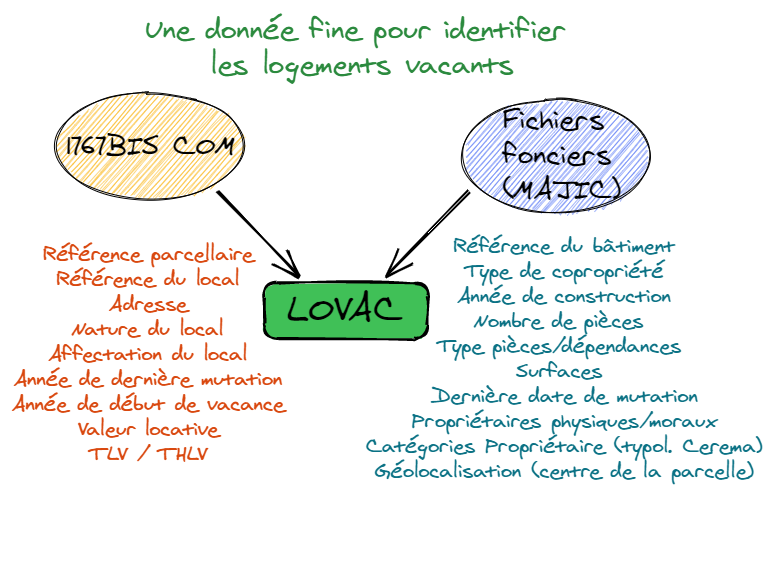 Une donnée fine pour identifier
les logements vacants
1767BIS COM
Fichiers
fonciers
(MAJIC)
LOVAC
Référence parcellaire
Référence du local
Adresse
Nature du local
Affectation du local
Année de dernière mutation
Année de début de vacance
Valeur locative
TLV / THLV
Référence du bâtiment
Type de copropriété
Année de construction
Nombre de pièces
Type pièces/dépendances
Surfaces
Dernière date de mutation
Propriétaires physiques/moraux
Catégories Propriétaire (typol. Cerema)
Géolocalisation (centre de la parcelle)